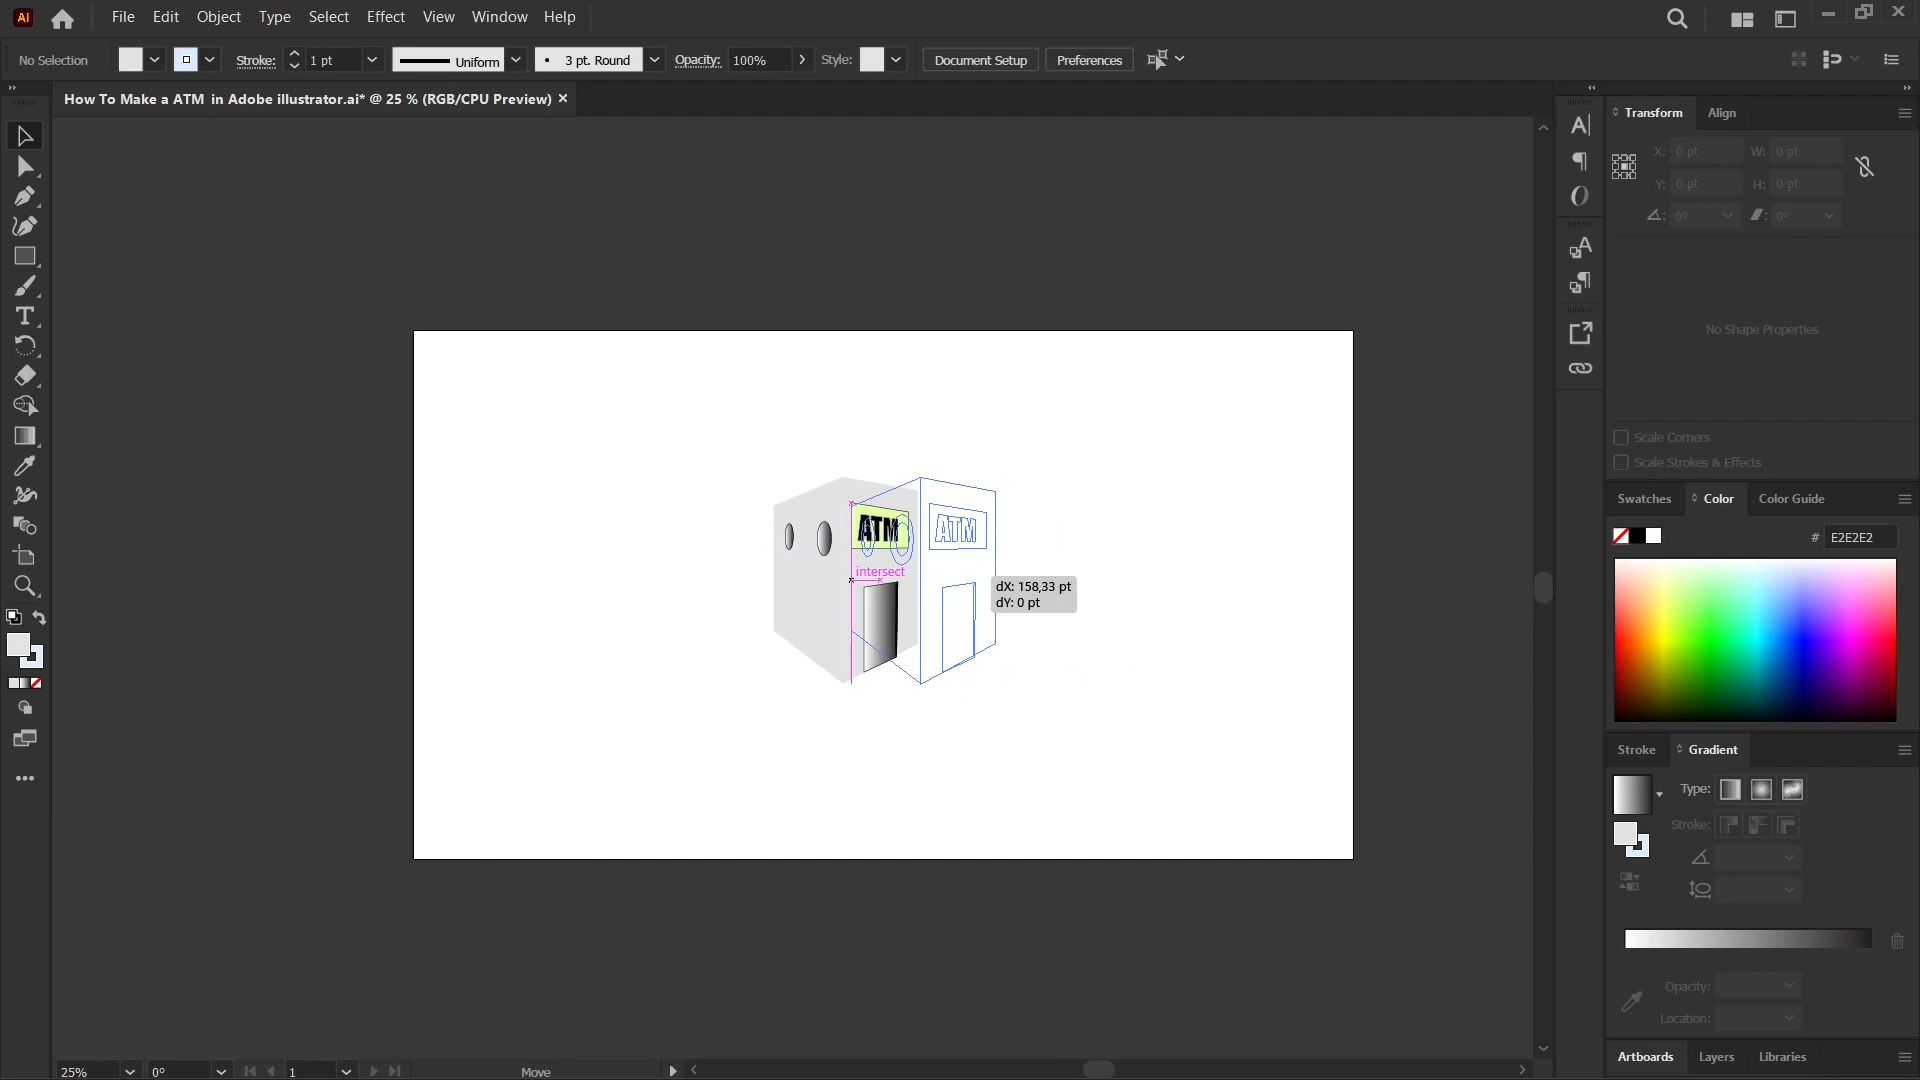 Ai
File Edit Object Type Select Effect View Window Help
No Selection
Stroke: 1 pt Uniform 3 pt. Round Opacity: 100% Style: Document Setup Preferences
How To Make a ATM in Adobe illustrator.ai* @ 25 % (RGB/CPU Preview)
Transform Align
X: 0 pt W: 0 pt
Y: 0 pt H: 0 pt
0° 0°
No Shape Properties
Scale Corners
Scale Strokes & Effects
Swatches Color Color Guide
# E2E2E2
ATM
ATM
intersect
dX: 158,33 pt
dY: 0 pt
Stroke Gradient
Type:
Stroke:
Opacity:
Location:
Artboards Layers Libraries
25% 0° 1 Move